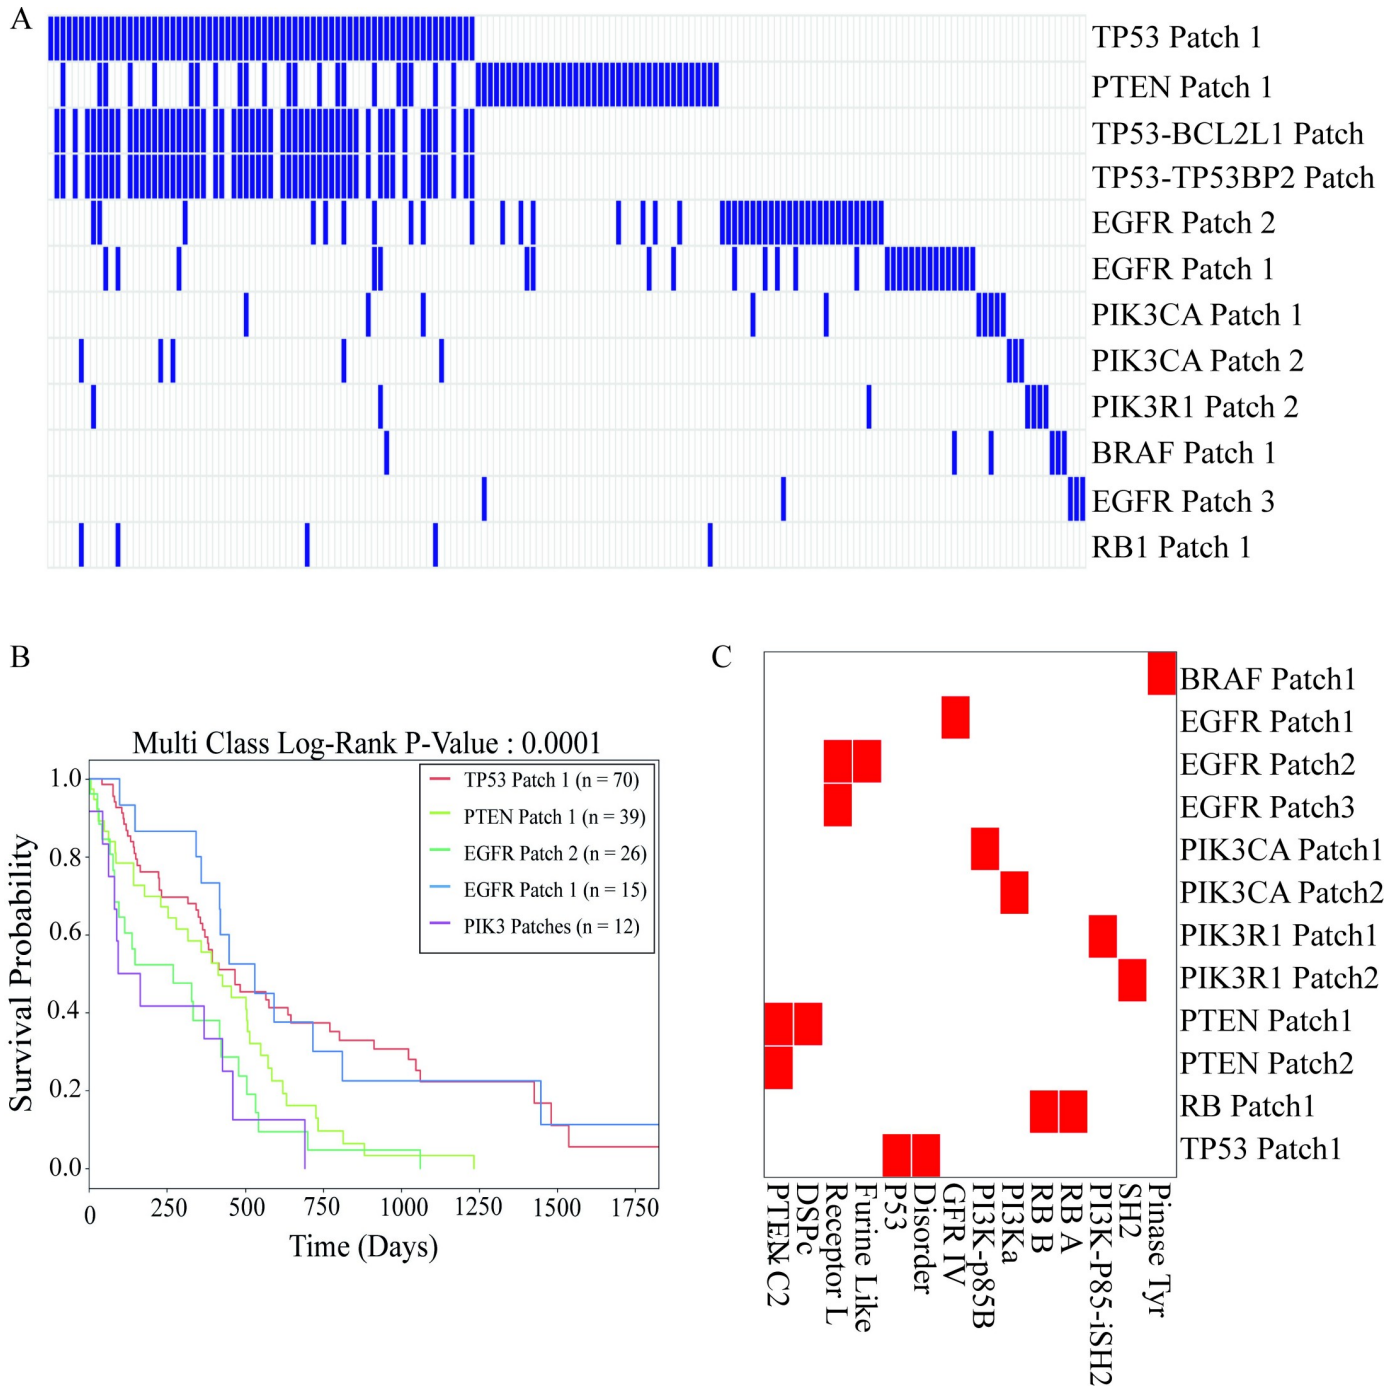 A
TP53 Patch 1
PTEN Patch 1
TP53-BCL2L1 Patch
TP53-TP53BP2 Patch
EGFR Patch 2
EGFR Patch 1
PIK3CA Patch 1
PIK3CA Patch 2
PIK3R1 Patch 2
BRAF Patch 1
EGFR Patch 3
RB1 Patch 1
B
Multi Class Log-Rank P-Value : 0.0001
Survival Probability
1.0
0.8
0.6
0.4
0.2
0.0
TP53 Patch 1 (n = 70)
PTEN Patch 1 (n = 39)
EGFR Patch 2 (n = 26)
EGFR Patch 1 (n = 15)
PIK3 Patches (n = 12)
0 250 500 750 1000 1250 1500 1750
Time (Days)
C
BRAF Patch1
EGFR Patch1
EGFR Patch2
EGFR Patch3
PIK3CA Patch1
PIK3CA Patch2
PIK3R1 Patch1
PIK3R1 Patch2
PTEN Patch1
PTEN Patch2
RB Patch1
TP53 Patch1
PTEN C2
DSPc
Receptor L
Furine Like
P53
Disorder
GFR IV
PI3K-p85B
PI3Ka
RB B
RB A
PI3K-P85-iSH2
SH2
Pinase Tyr